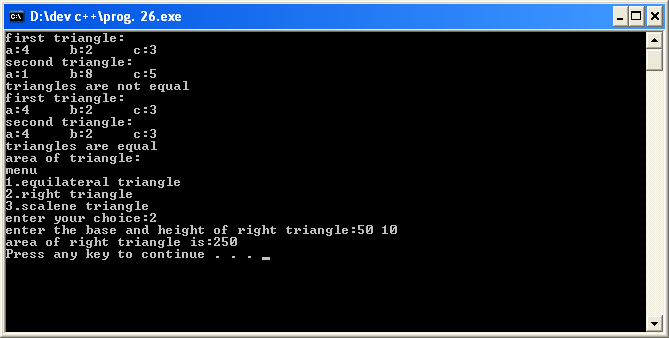 D:\dev c++\prog. 26.exe
first triangle:
a:4 b:2 c:3
second triangle:
a:1 b:8 c:5
triangles are not equal
first triangle:
a:4 b:2 c:3
second triangle:
a:4 b:2 c:3
triangles are equal
area of triangle:
menu
1.equilateral triangle
2.right triangle
3.scalene triangle
enter your choice:2
enter the base and height of right triangle:50 10
area of right triangle is:250
Press any key to continue . . . _